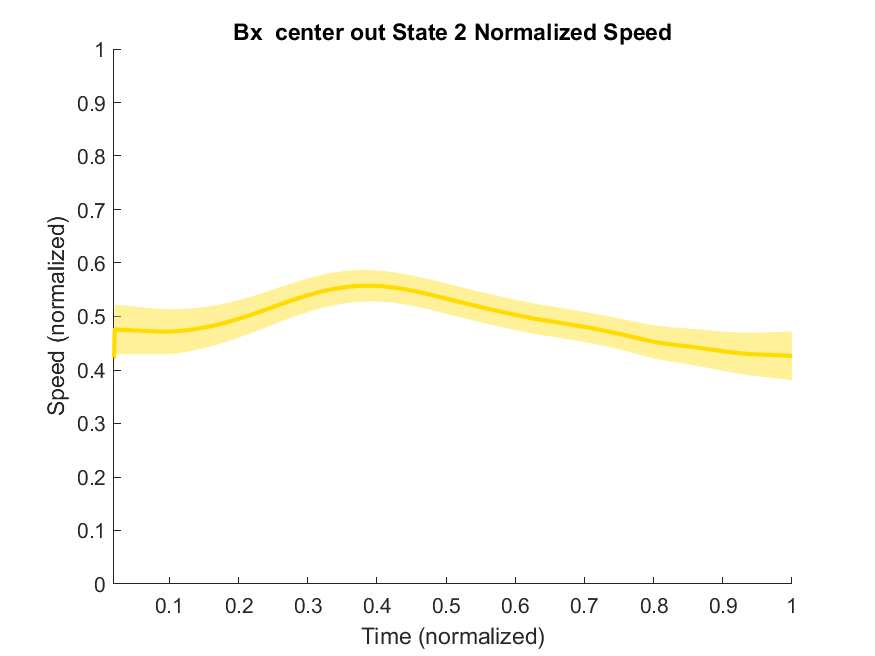 Bx  center out State 2 Normalized Speed
1
0.9
0.8
0.7
0.6
0.5
0.4
0.3
0.2
0.1
0
Speed (normalized)
0.1 0.2 0.3 0.4 0.5 0.6 0.7 0.8 0.9 1
Time (normalized)